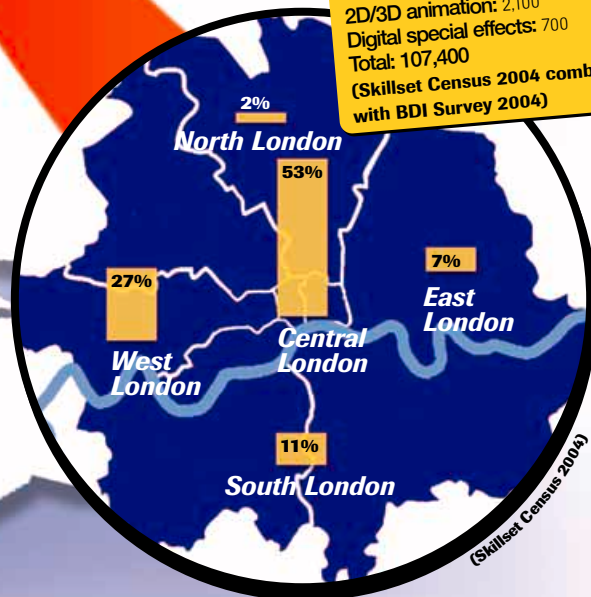 2D/3D animation: 2,100
Digital special effects: 700
Total: 107,400
(Skillset Census 2004
with BDI Survey 2004)
2%
North London
53%
27%
7%
East
London
West
London
Central
London
11%
South London
(Skillset Census 2004)